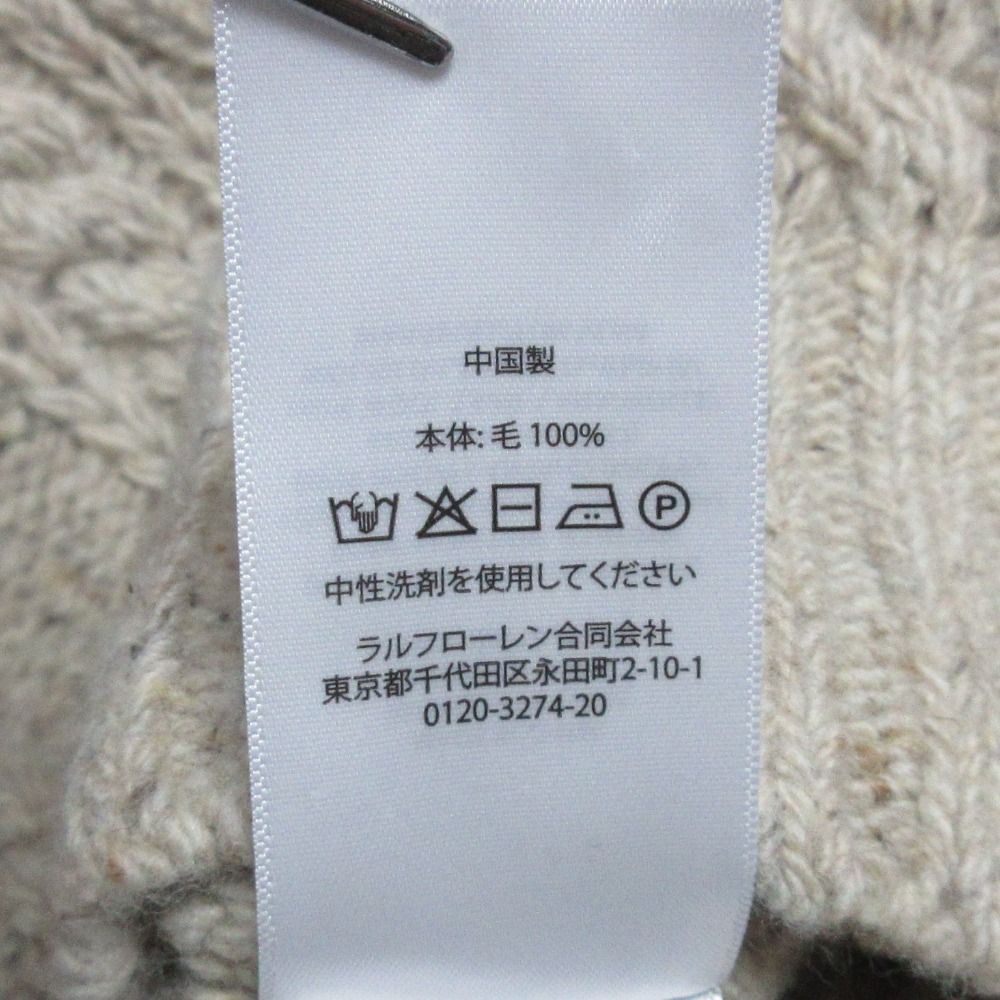 中国製
本体: 毛 100%
P
中性洗剤を使用してください
ラルフローレン合同会社
東京都千代田区永田町2-10-1
0120-3274-20